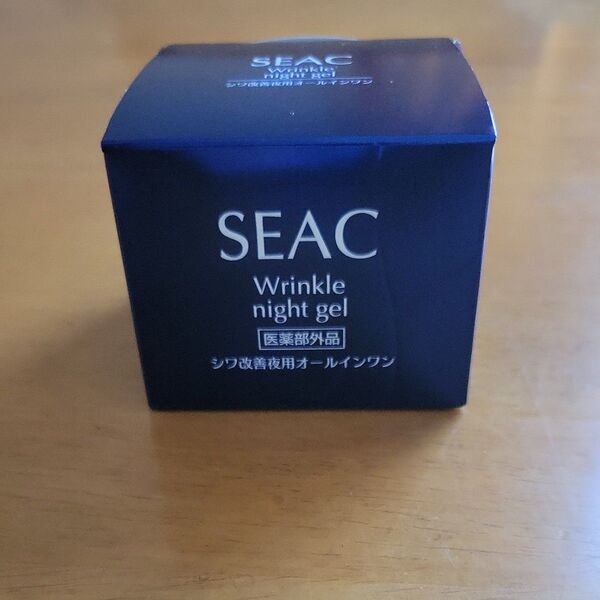 SEAC
Wrinkle
night gel
シワ改善夜用オールインワン
SEAC
Wrinkle
night gel
医薬部外品
シワ改善夜用オールインワン